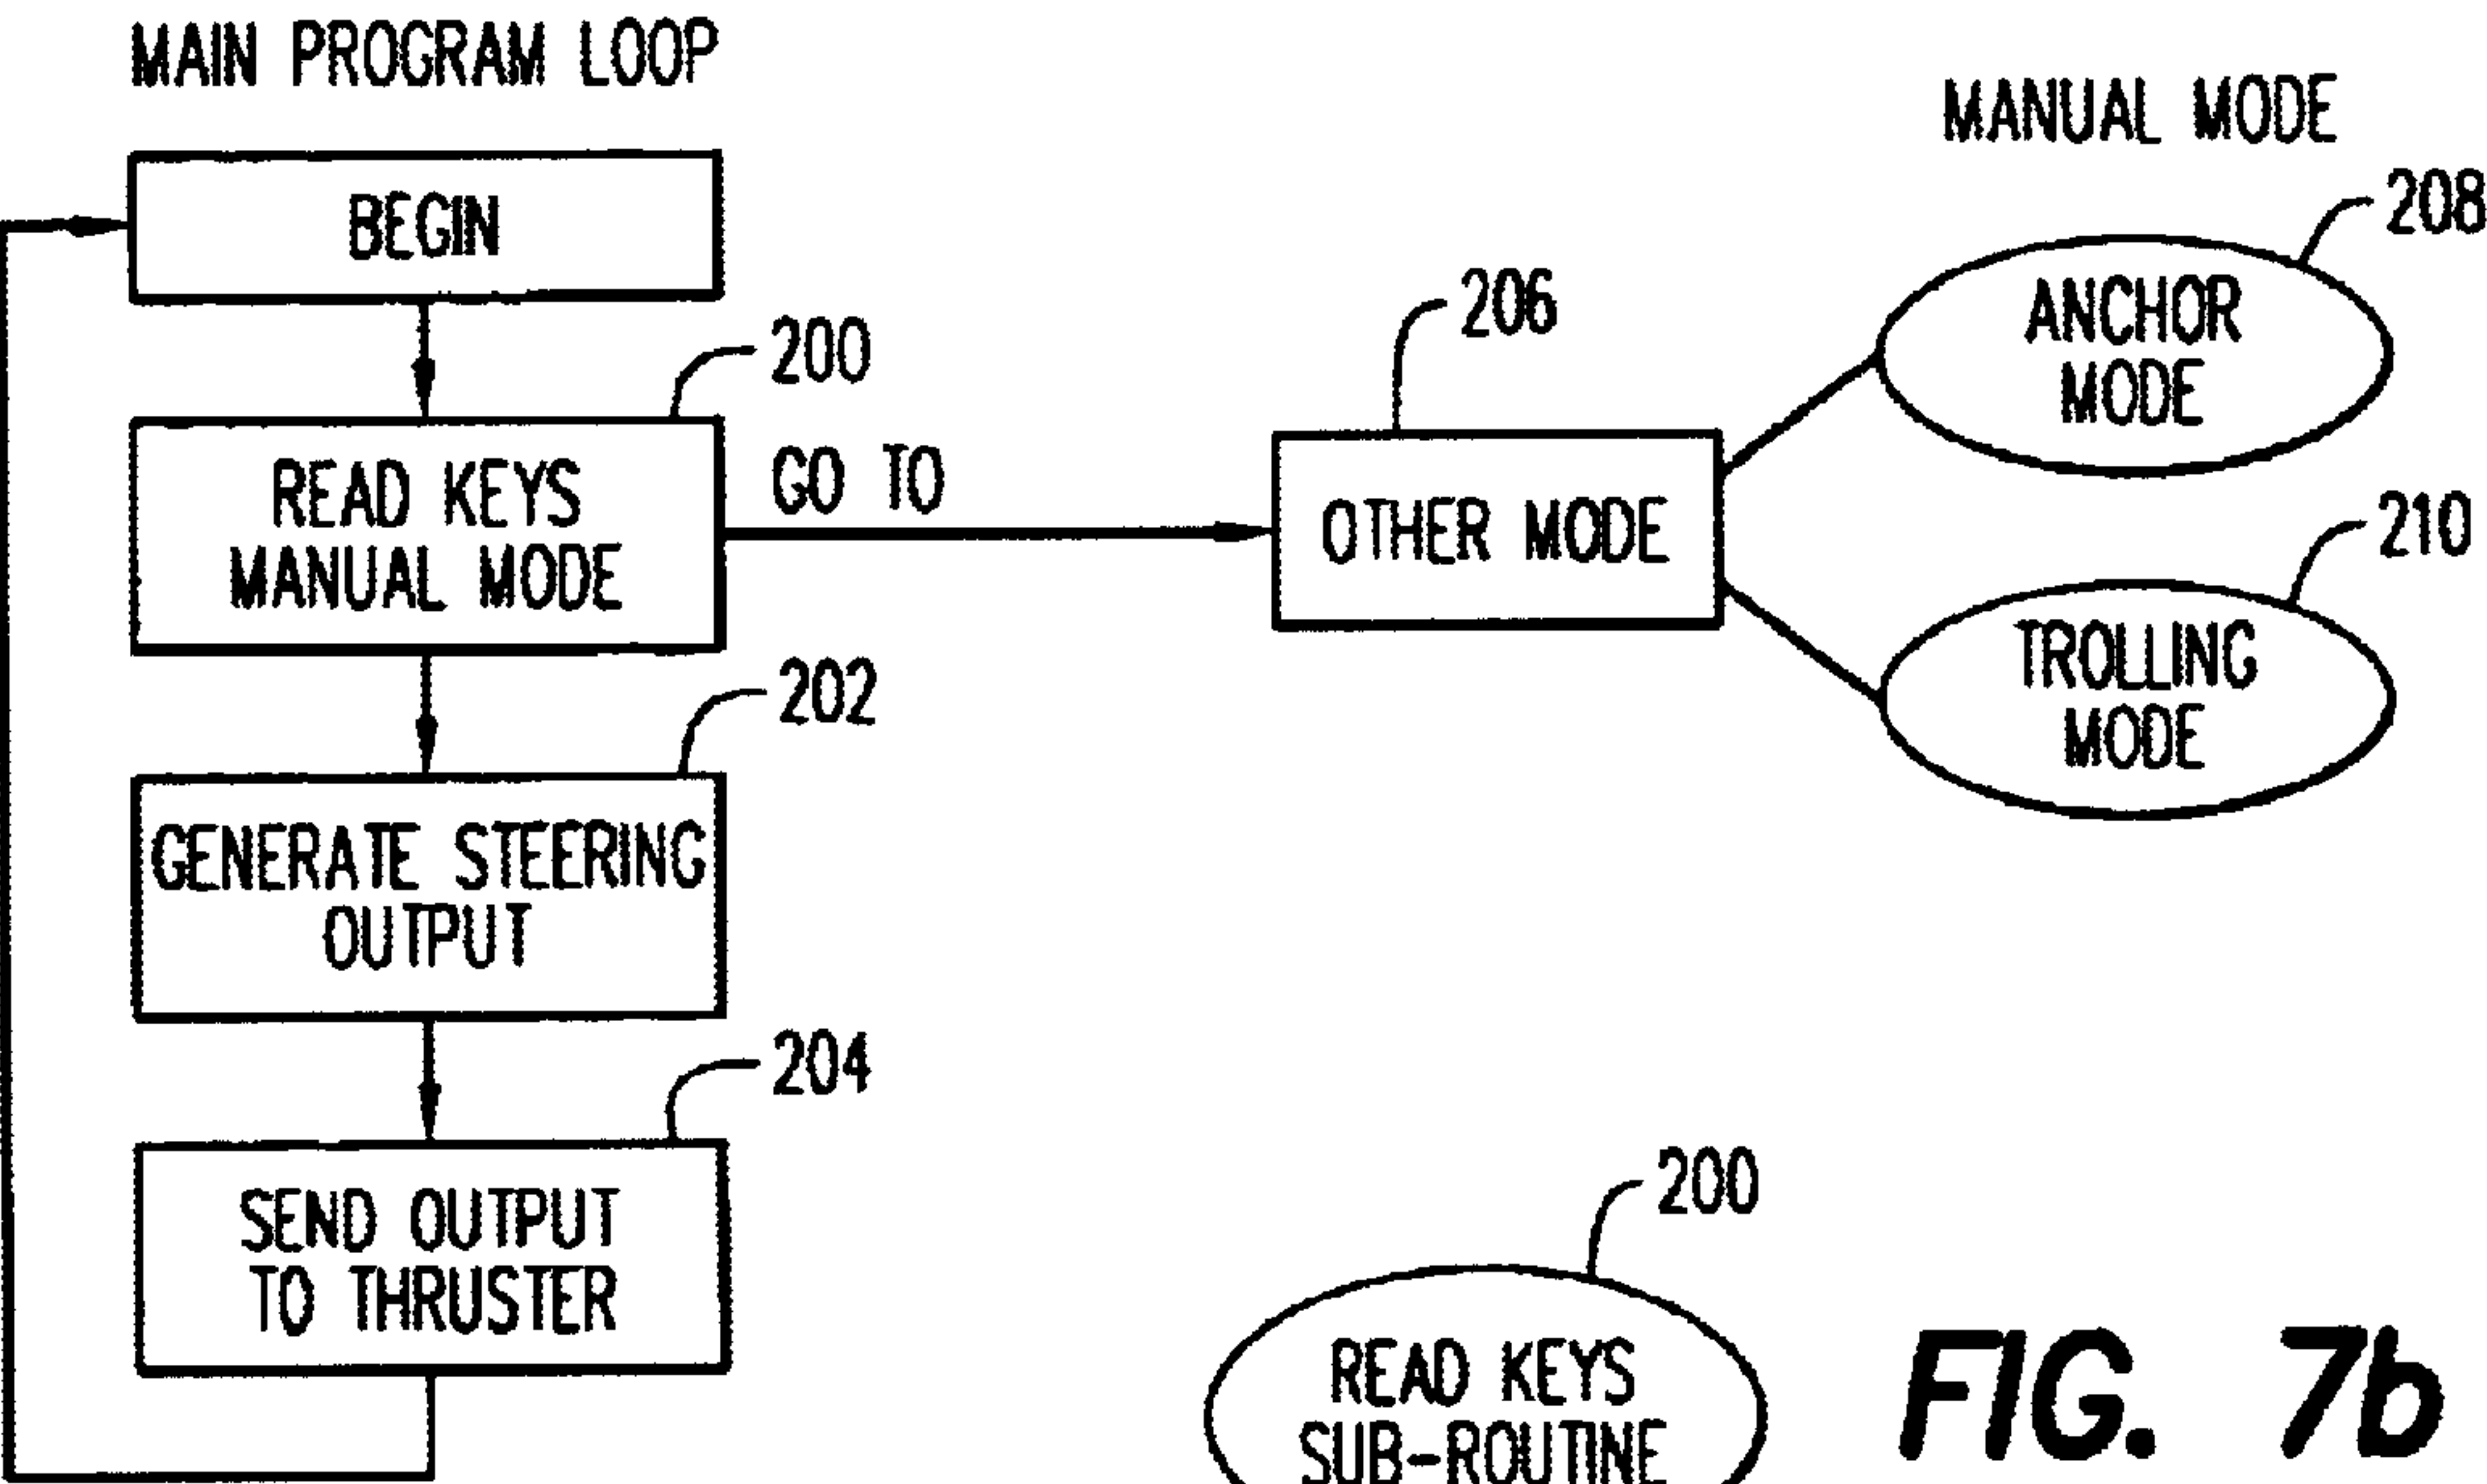 MAIN PROGRAM LOOP
MANUAL MODE
BEGIN
208
ANCHOR
MODE
200
206
READ KEYS
MANUAL MODE
GO TO
OTHER MODE
210
TROLLING
MODE
202
GENERATE STEERING
OUTPUT
204
SEND OUTPUT
TO THRUSTER
200
READ KEYS
SUB-ROUTINE
FIG. 7b